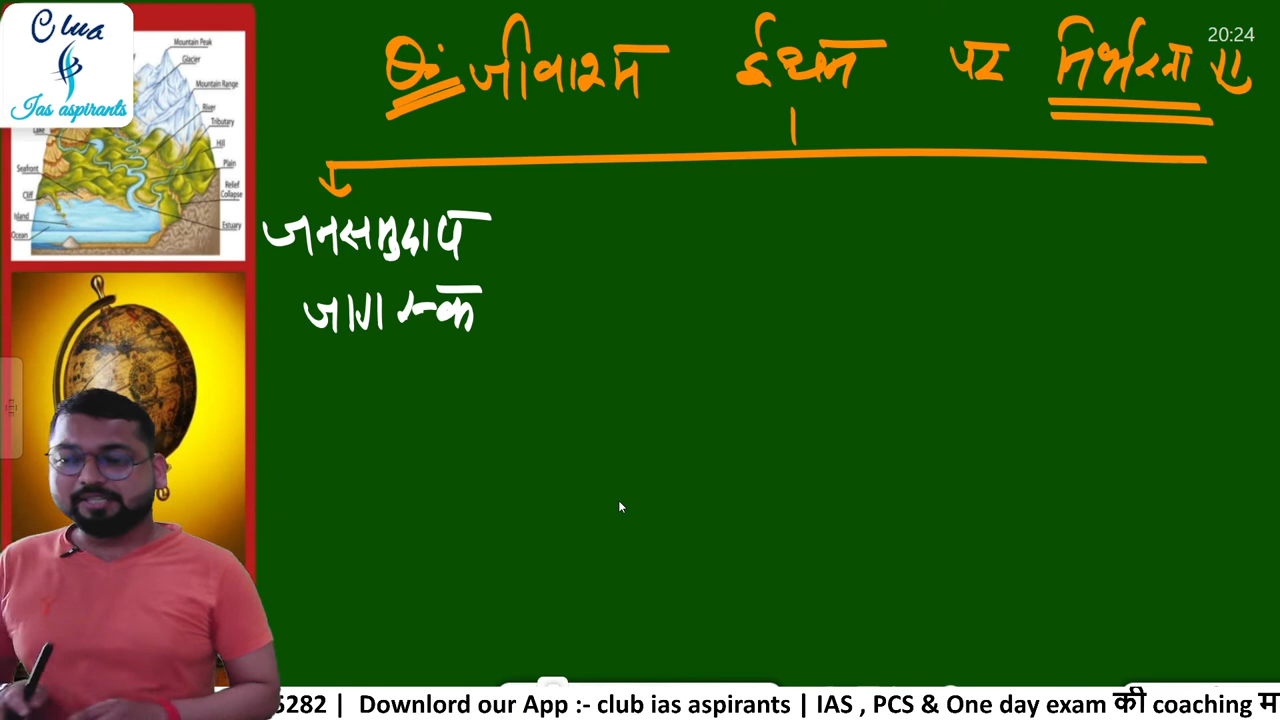 Clua
Ias aspirants
20:24
जीवाश्म ईंधन पर निर्भरता
जनसमुदाय
जागरूक
Mountain Peak
Glacier
Mountain Range
River
Tributary
Hill
Plain
Relief
Collapse
Estuary
Lake
Seafront
Cliff
Island
Ocean
5282 | Downlord our App :- club ias aspirants | IAS , PCS & One day exam की coaching म